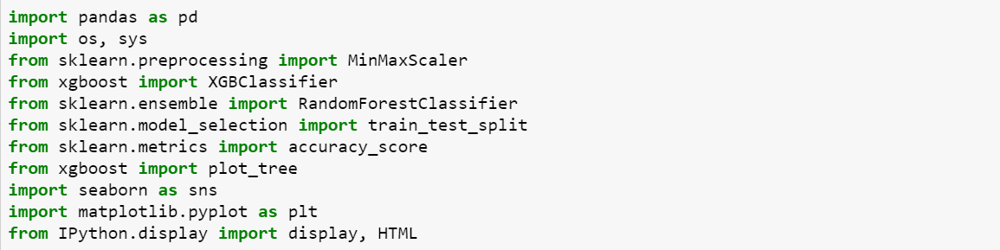 import pandas as pd
import os, sys
from sklearn.preprocessing import MinMaxScaler
from xgboost import XGBClassifier
from sklearn.ensemble import RandomForestClassifier
from sklearn.model_selection import train_test_split
from sklearn.metrics import accuracy_score
from xgboost import plot_tree
import seaborn as sns
import matplotlib.pyplot as plt
from IPython.display import display, HTML